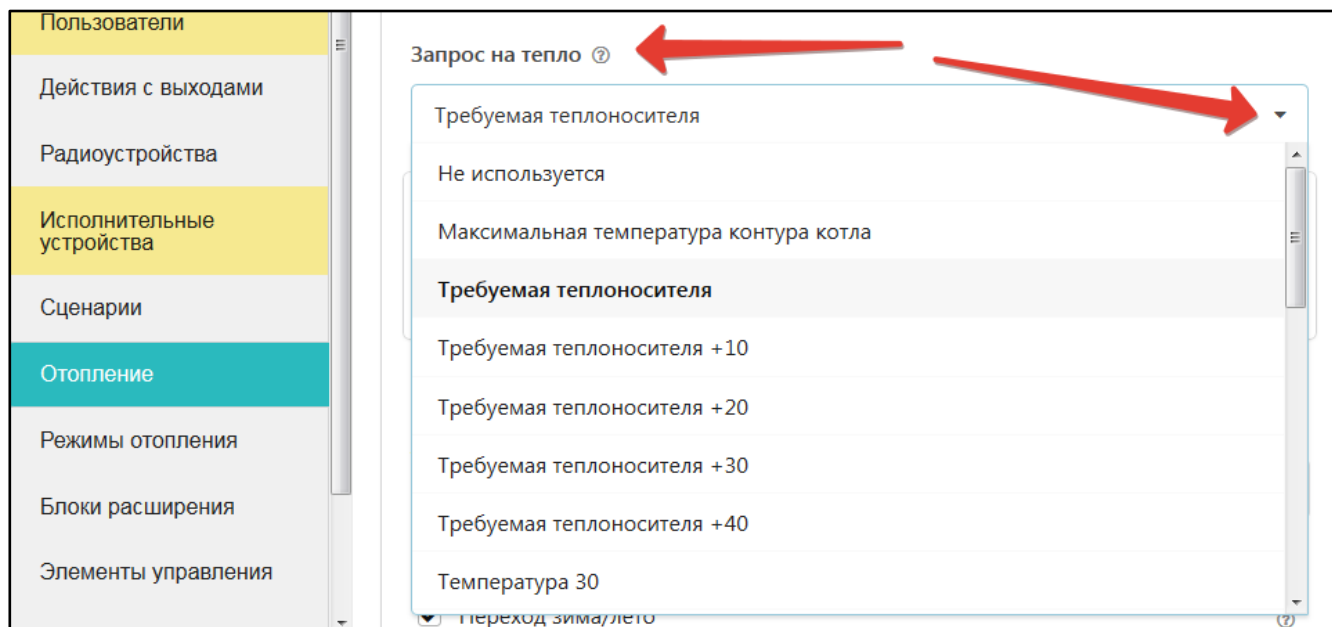 Пользователи
Действия с выходами
Радиоустройства
Исполнительные
устройства
Сценарии
Отопление
Режимы отопления
Блоки расширения
Элементы управления
Запрос на тепло ?
Требуемая теплоносителя
Не используется
Максимальная температура контура котла
Требуемая теплоносителя
Требуемая теплоносителя +10
Требуемая теплоносителя +20
Требуемая теплоносителя +30
Требуемая теплоносителя +40
Температура 30
Переход зима/лето ?